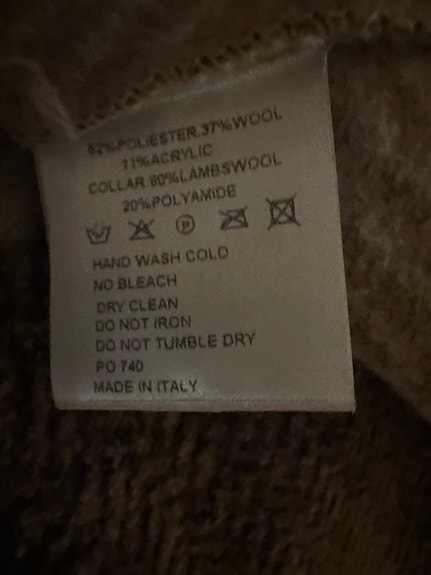 52%POLIESTER.37%WOOL
11%ACRYLIC
COLLAR.80%LAMBSWOOL
20%POLYAMIDE
P
HAND WASH COLD
NO BLEACH
DRY CLEAN
DO NOT IRON
DO NOT TUMBLE DRY
PO 740
MADE IN ITALY